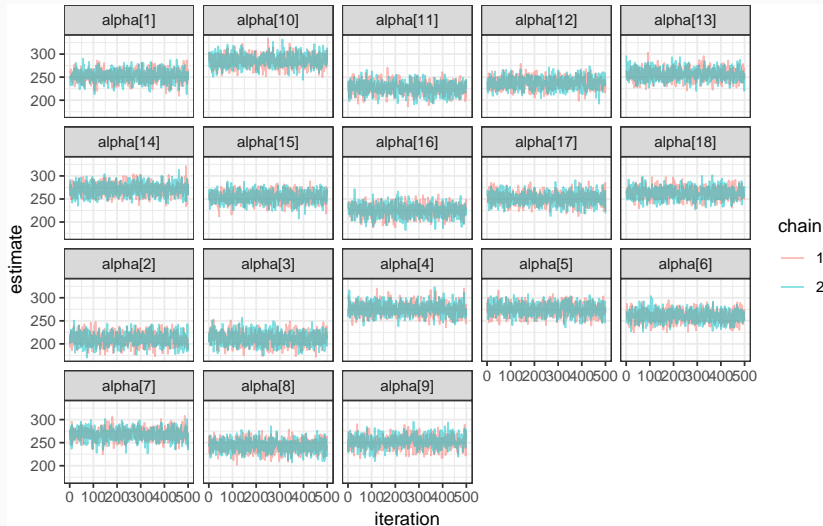 alpha[1] alpha[10] alpha[11] alpha[12] alpha[13]
300
250
200
alpha[14] alpha[15] alpha[16] alpha[17] alpha[18]
300
250
200
alpha[2] alpha[3] alpha[4] alpha[5] alpha[6]
300
250
200
0 100200300400500 0 100200300400500
alpha[7] alpha[8] alpha[9]
300
250
200
0 100200300400500 0 100200300400500 0 100200300400500
iteration
estimate
chain
1
2